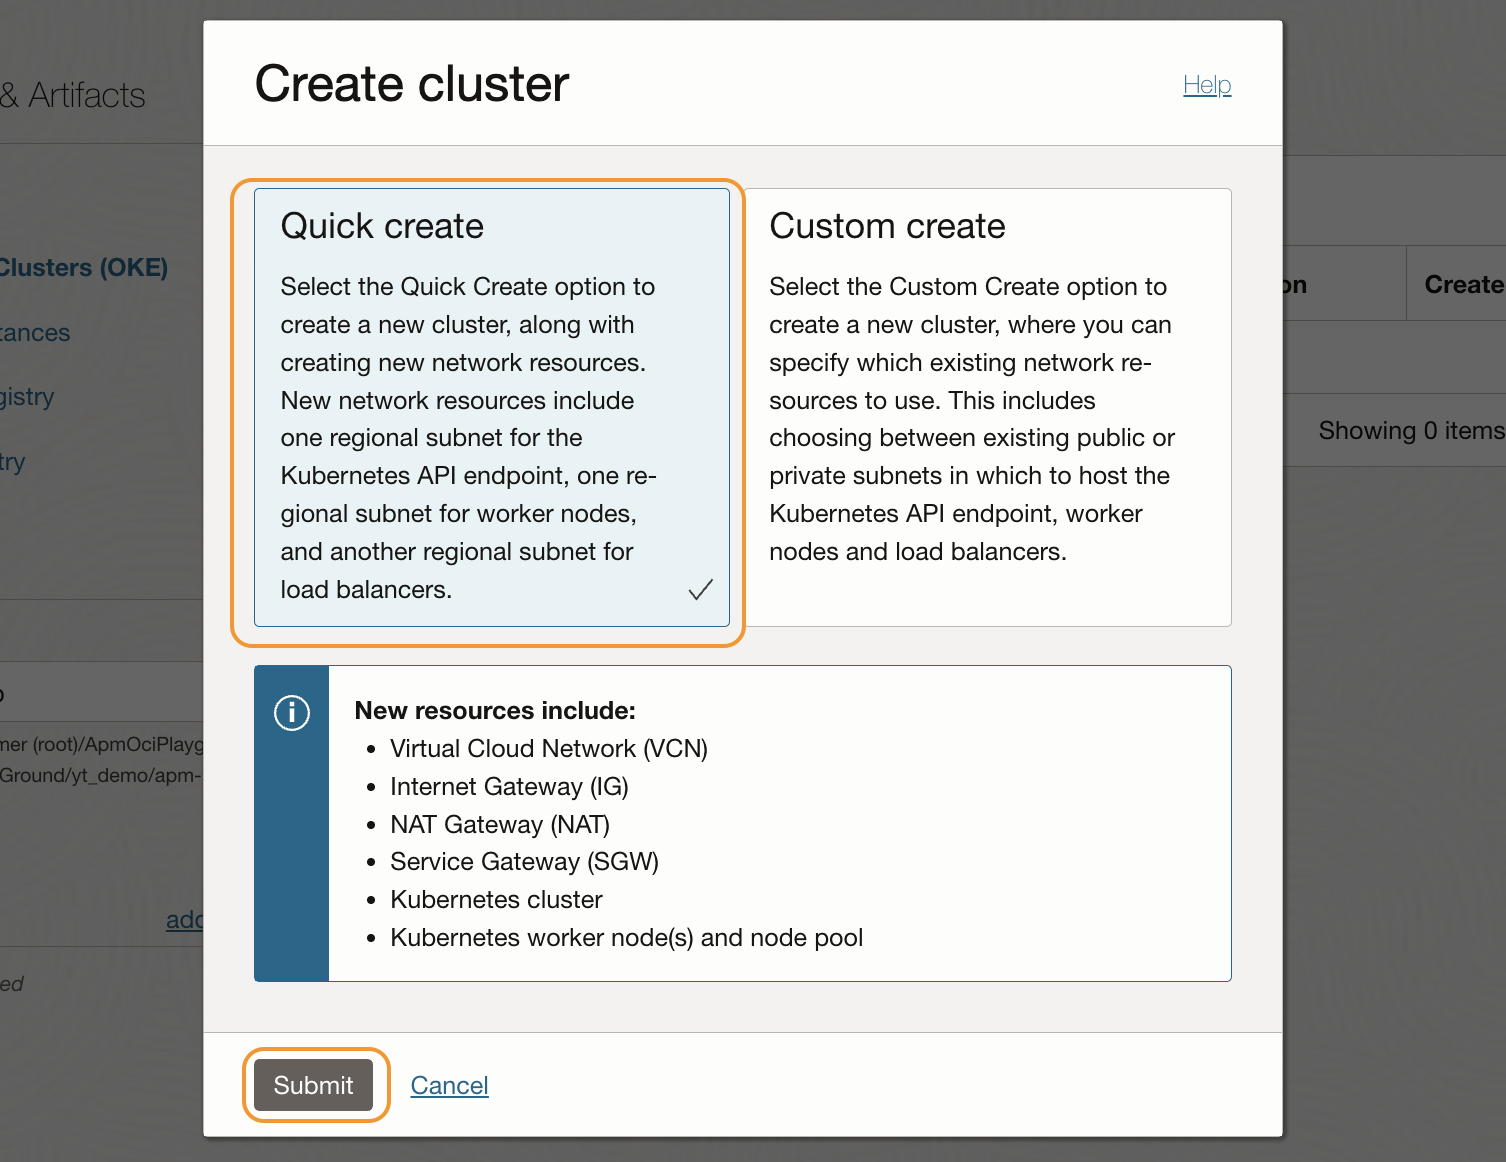 & Artifacts
Clusters (OKE)
tances
gistry
try
mer (root)/ApmOciPlayg
Ground/yt_demo/apm-
add
ed
Create cluster
Help
Quick create
Select the Quick Create option to
create a new cluster, along with
creating new network resources.
New network resources include
one regional subnet for the
Kubernetes API endpoint, one re-
gional subnet for worker nodes,
and another regional subnet for
load balancers.
Custom create
Select the Custom Create option to
create a new cluster, where you can
specify which existing network re-
sources to use. This includes
choosing between existing public or
private subnets in which to host the
Kubernetes API endpoint, worker
nodes and load balancers.
New resources include:
• Virtual Cloud Network (VCN)
• Internet Gateway (IG)
• NAT Gateway (NAT)
• Service Gateway (SGW)
• Kubernetes cluster
• Kubernetes worker node(s) and node pool
Submit
Cancel
on
Create
Showing 0 items